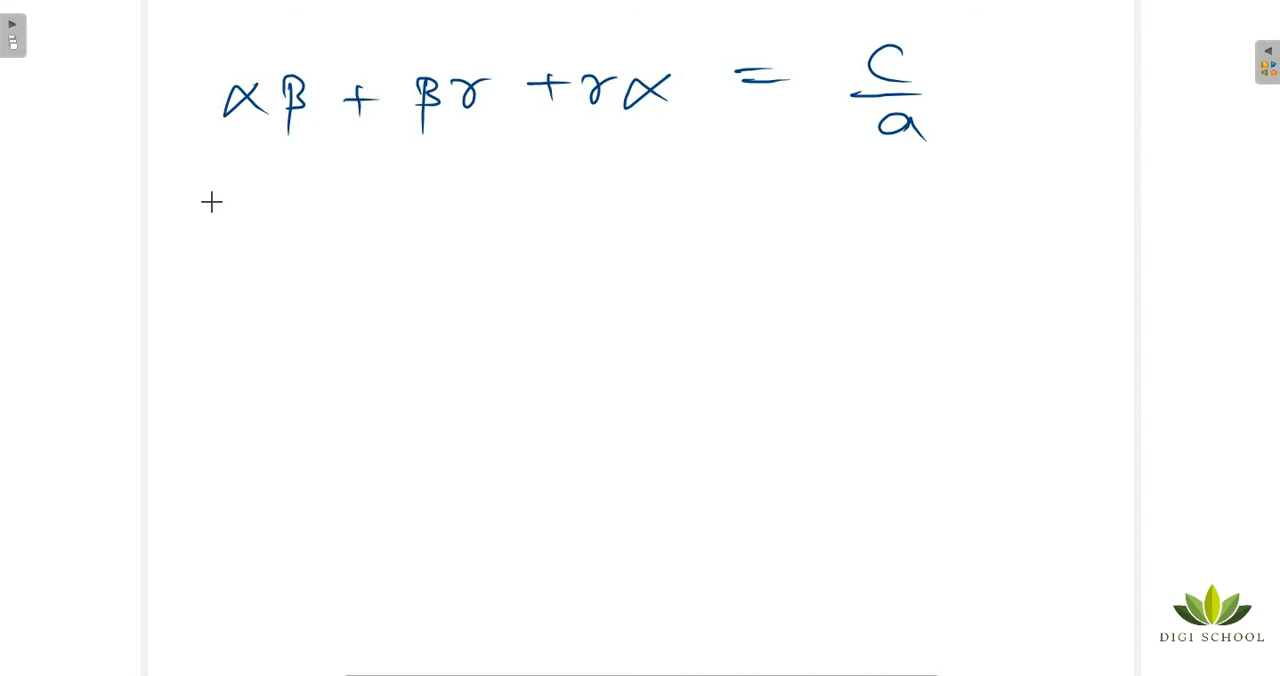 αβ + βγ + γα = c/a
DIGI SCHOOL